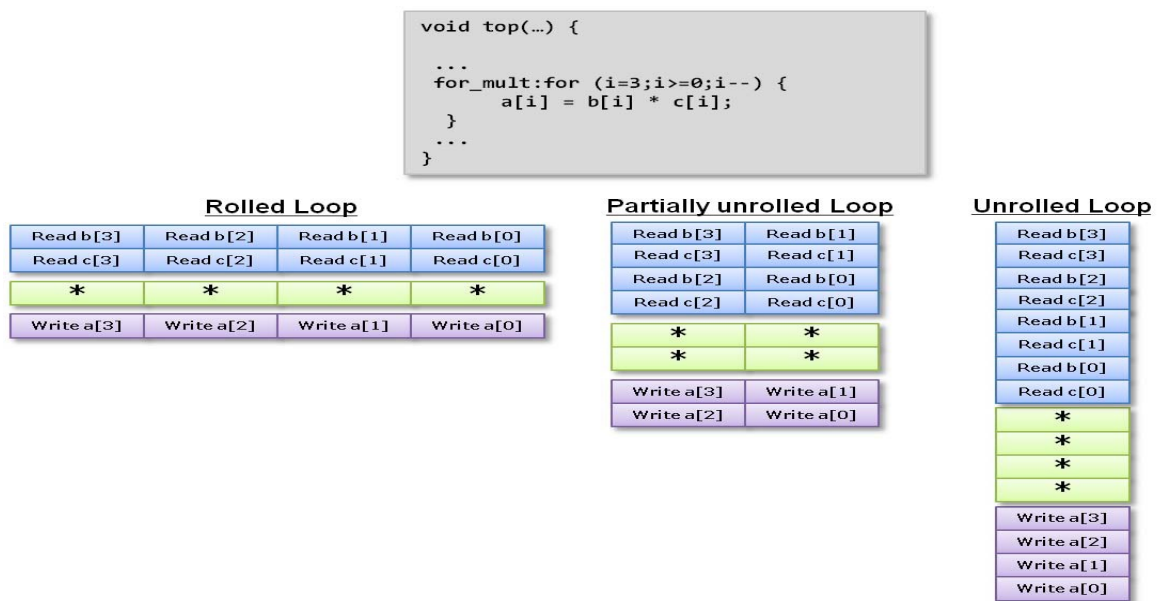 void top(…) {
...
for_mult:for (i=3;i>=0;i--) {
a[i] = b[i] * c[i];
}
...
}
Rolled Loop
Read b[3] Read b[2] Read b[1] Read b[0]
Read c[3] Read c[2] Read c[1] Read c[0]
* * * *
Write a[3] Write a[2] Write a[1] Write a[0]
Partially unrolled Loop
Read b[3] Read b[1]
Read c[3] Read c[1]
Read b[2] Read b[0]
Read c[2] Read c[0]
* *
* *
Write a[3] Write a[1]
Write a[2] Write a[0]
Unrolled Loop
Read b[3]
Read c[3]
Read b[2]
Read c[2]
Read b[1]
Read c[1]
Read b[0]
Read c[0]
*
*
*
*
Write a[3]
Write a[2]
Write a[1]
Write a[0]